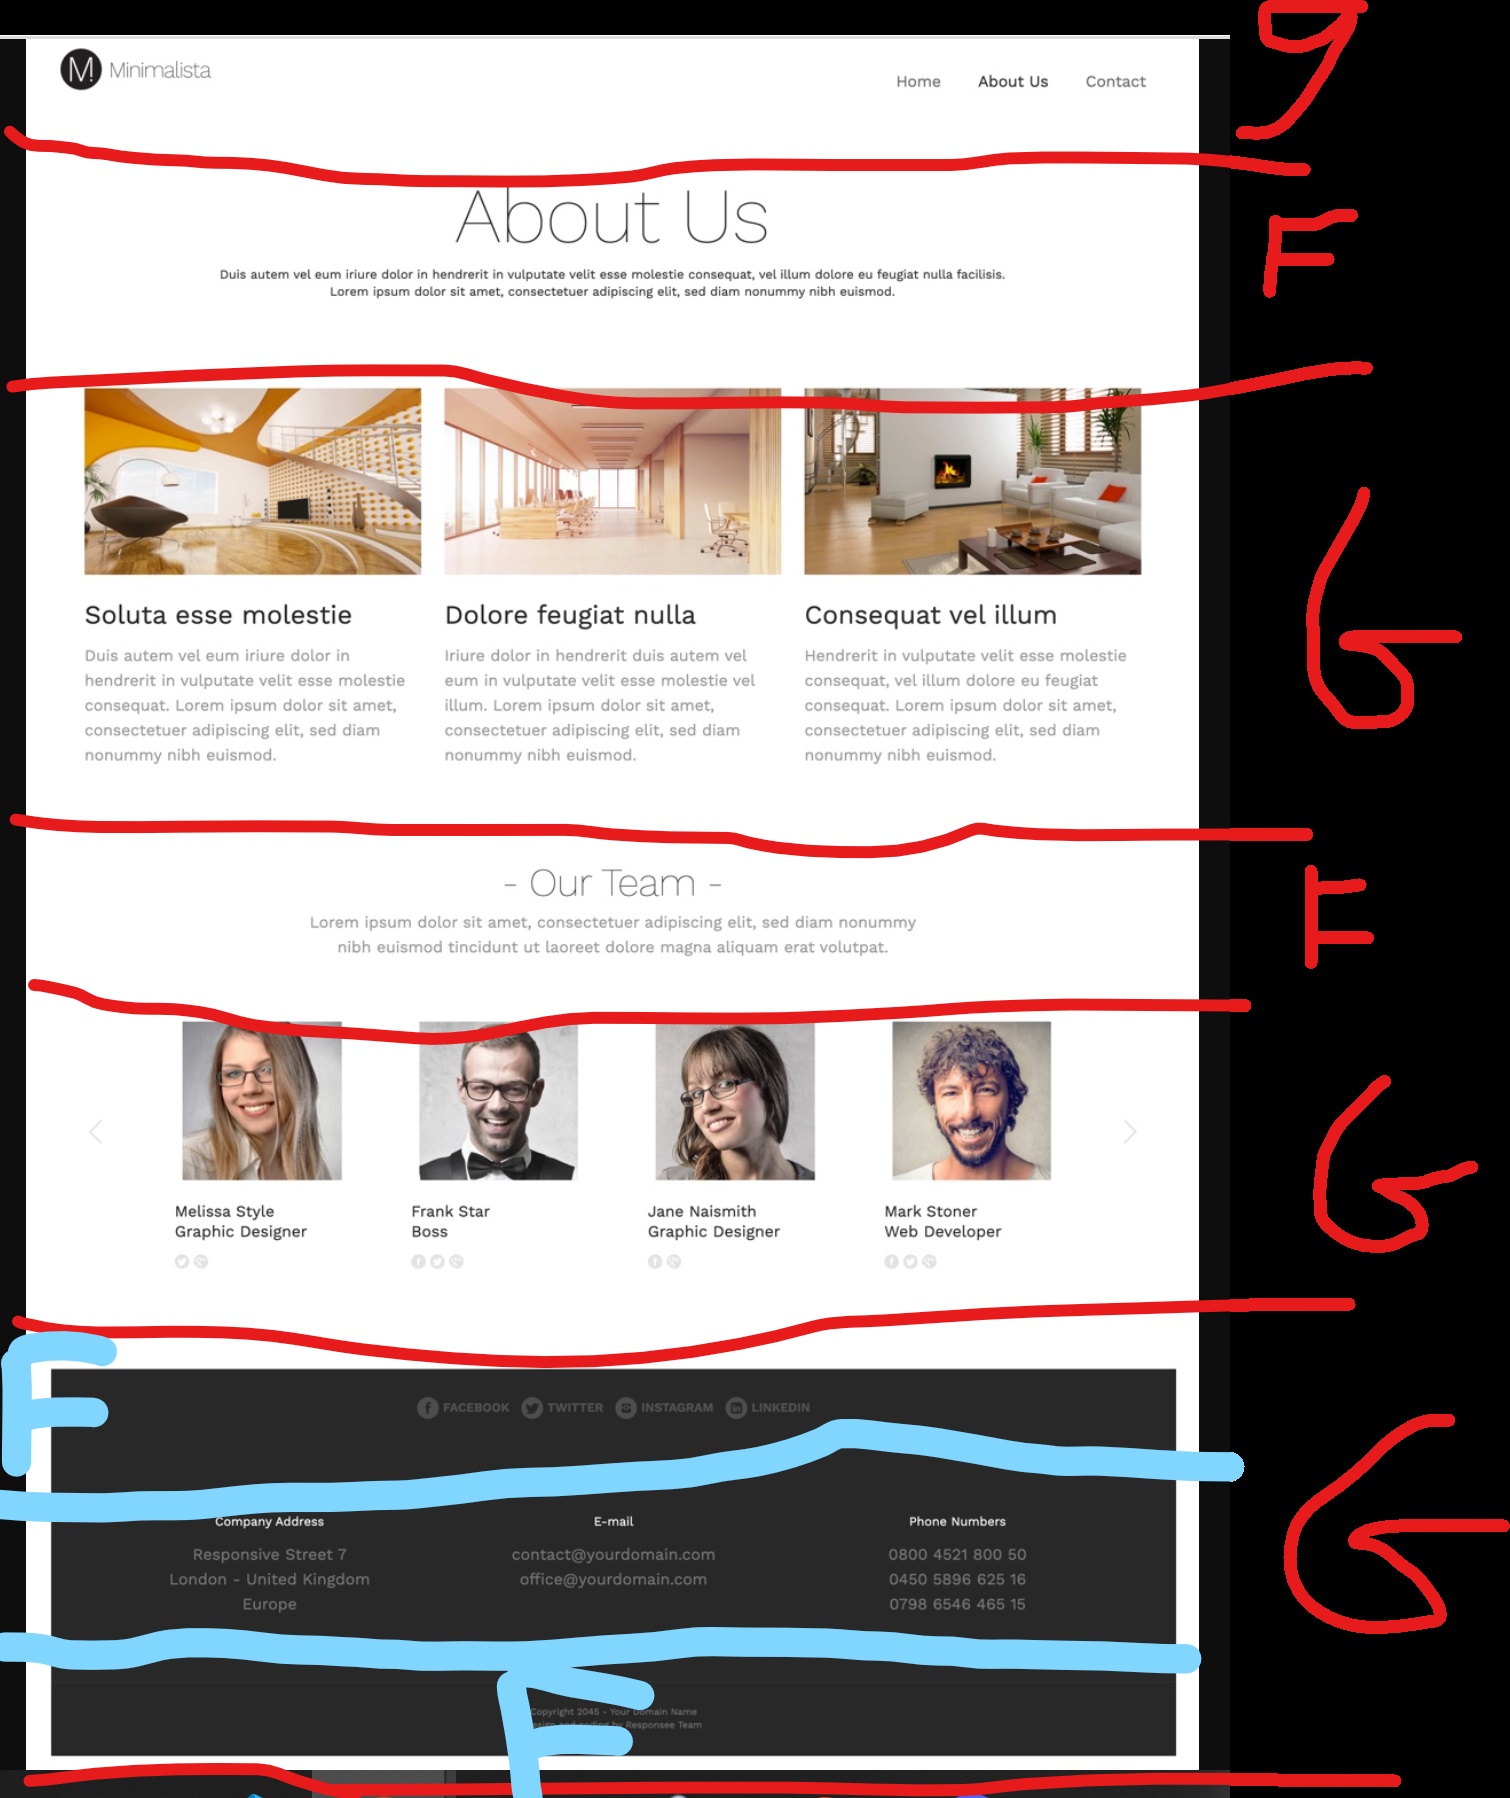 M! Minimalista
Home About Us Contact
F
About Us
Duis autem vel eum iriure dolor in hendrerit in vulputate velit esse molestie consequat, vel illum dolore eu feugiat nulla facilisis.
Lorem ipsum dolor sit amet, consectetuer adipiscing elit, sed diam nonummy nibh euismod.
G
Soluta esse molestie
Duis autem vel eum iriure dolor in
hendrerit in vulputate velit esse molestie
consequat. Lorem ipsum dolor sit amet,
consectetuer adipiscing elit, sed diam
nonummy nibh euismod.
Dolore feugiat nulla
Iriure dolor in hendrerit duis autem vel
eum in vulputate velit esse molestie vel
illum. Lorem ipsum dolor sit amet,
consectetuer adipiscing elit, sed diam
nonummy nibh euismod.
Consequat vel illum
Hendrerit in vulputate velit esse molestie
consequat, vel illum dolore eu feugiat
consequat. Lorem ipsum dolor sit amet,
consectetuer adipiscing elit, sed diam
nonummy nibh euismod.
F
- Our Team -
Lorem ipsum dolor sit amet, consectetuer adipiscing elit, sed diam nonummy
nibh euismod tincidunt ut laoreet dolore magna aliquam erat volutpat.
G
Melissa Style
Graphic Designer
Frank Star
Boss
Jane Naismith
Graphic Designer
Mark Stoner
Web Developer
F
FACEBOOK TWITTER INSTAGRAM LINKEDIN
G
Company Address
Responsive Street 7
London - United Kingdom
Europe
E-mail
contact@yourdomain.com
office@yourdomain.com
Phone Numbers
0800 4521 800 50
0450 5896 625 16
0798 6546 465 15
F
Copyright 2045 - Your Domain Name
and coding by Responsee Team